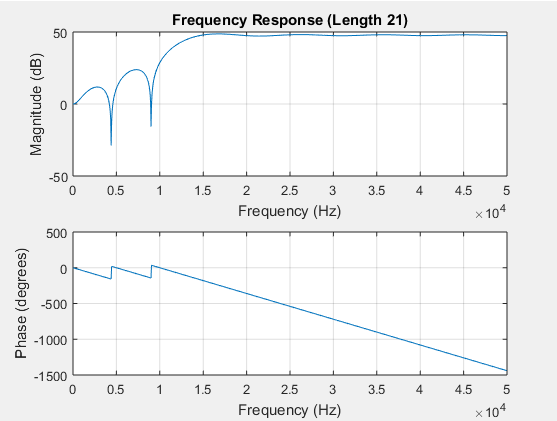 Frequency Response (Length 21)
Magnitude (dB)
50
0
-50
0 0.5 1 1.5 2 2.5 3 3.5 4 4.5 5
Frequency (Hz)
×10^4
Phase (degrees)
500
0
-500
-1000
-1500
0 0.5 1 1.5 2 2.5 3 3.5 4 4.5 5
Frequency (Hz)
×10^4